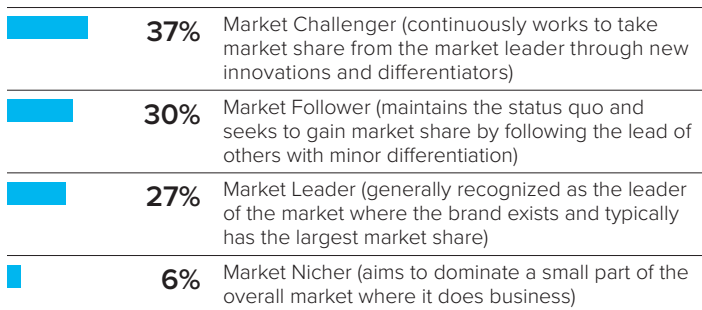 37% Market Challenger (continuously works to take
market share from the market leader through new
innovations and differentiators)
30% Market Follower (maintains the status quo and
seeks to gain market share by following the lead of
others with minor differentiation)
27% Market Leader (generally recognized as the leader
of the market where the brand exists and typically
has the largest market share)
6% Market Nicher (aims to dominate a small part of the
overall market where it does business)